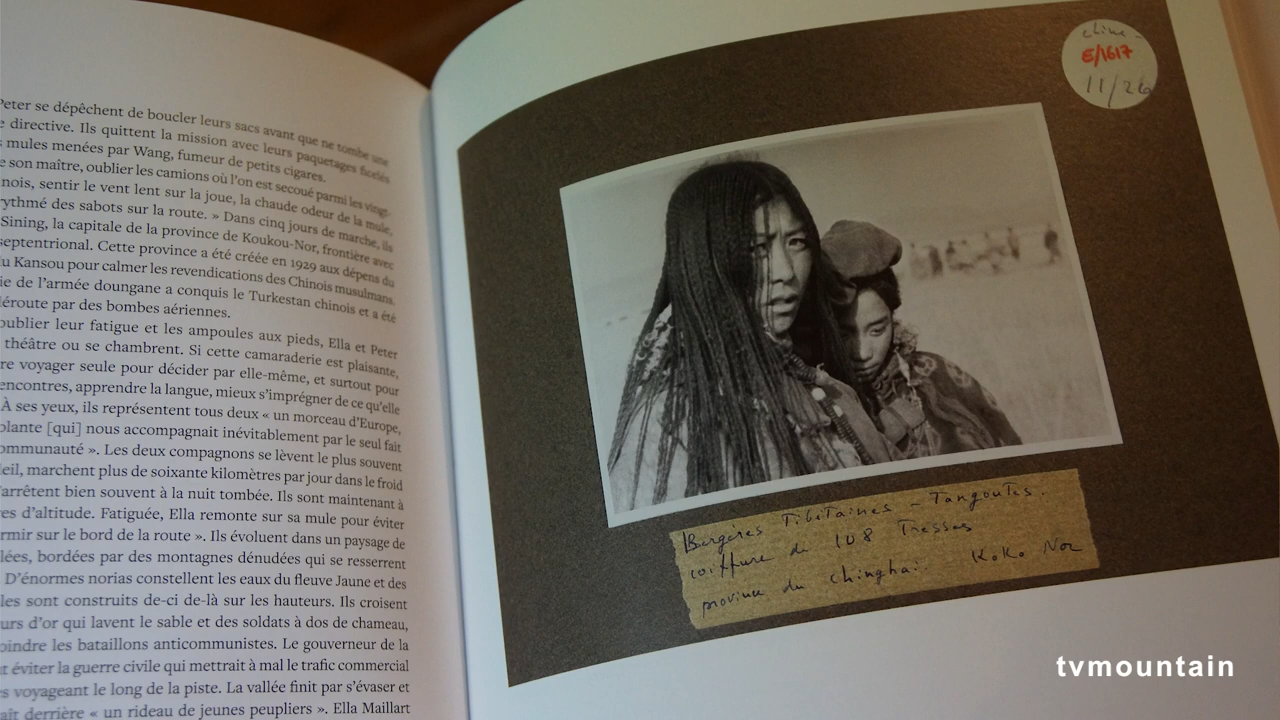 Peter se dépêchent de boucler leurs sacs avant que ne tombe une
directive. Ils quittent la mission avec leurs paquetages ficelés
mules menées par Wang, fumeur de petits cigares.
son maître, oublier les camions où l'on est secoué parmi les vingt-
nois, sentir le vent lent sur la joue, la chaude odeur de la mule,
rythmé des sabots sur la route. » Dans cinq jours de marche, ils
Sining, la capitale de la province de Koukou-Nor, frontière avec
septentrional. Cette province a été créée en 1929 aux dépens du
u Kansou pour calmer les revendications des Chinois musulmans.
ie de l'armée doungane a conquis le Turkestan chinois et a été
déroute par des bombes aériennes.
oublier leur fatigue et les ampoules aux pieds, Ella et Peter
théâtre ou se chambrent. Si cette camaraderie est plaisante,
re voyager seule pour décider par elle-même, et surtout pour
encontres, apprendre la langue, mieux s'imprégner de ce qu'elle
À ses yeux, ils représentent tous deux « un morceau d'Europe,
olante [qui] nous accompagnait inévitablement par le seul fait
ommunauté ». Les deux compagnons se lèvent le plus souvent
eil, marchent plus de soixante kilomètres par jour dans le froid
'arrêtent bien souvent à la nuit tombée. Ils sont maintenant à
res d'altitude. Fatiguée, Ella remonte sur sa mule pour éviter
rmir sur le bord de la route ». Ils évoluent dans un paysage de
lées, bordées par des montagnes dénudées qui se resserrent
D'énormes norias constellent les eaux du fleuve Jaune et des
les sont construits de-ci de-là sur les hauteurs. Ils croisent
urs d'or qui lavent le sable et des soldats à dos de chameau,
oindre les bataillons anticommunistes. Le gouverneur de la
t éviter la guerre civile qui mettrait à mal le trafic commercial
s voyageant le long de la piste. La vallée finit par s'évaser et
aît derrière « un rideau de jeunes peupliers ». Ella Maillart
chine -
E/1617
11/26
Bergères Tibétaines - Tangoutes.
coiffure de 108 Tresses
province du Chinghai. Koko Nor
tvmountain